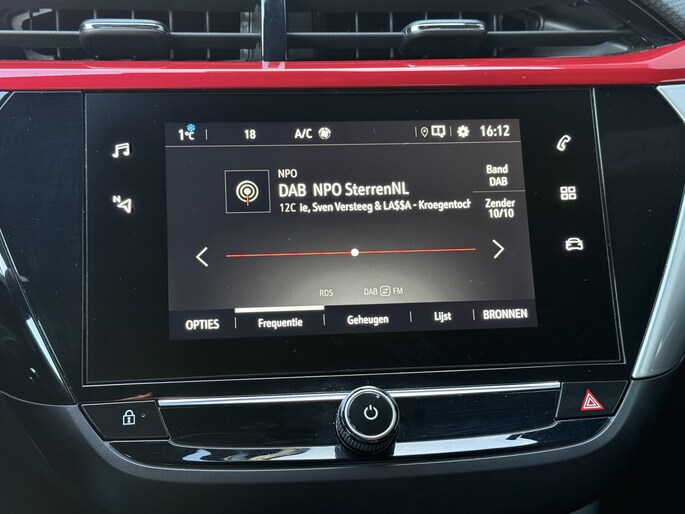 1°C 18 A/C 16:12
NPO
DAB NPO SterrenNL
12C ie, Sven Versteeg & LA$$A - Kroegentoch
Band
DAB
Zender
10/10
RDS DAB FM
OPTIES Frequentie Geheugen Lijst BRONNEN
N